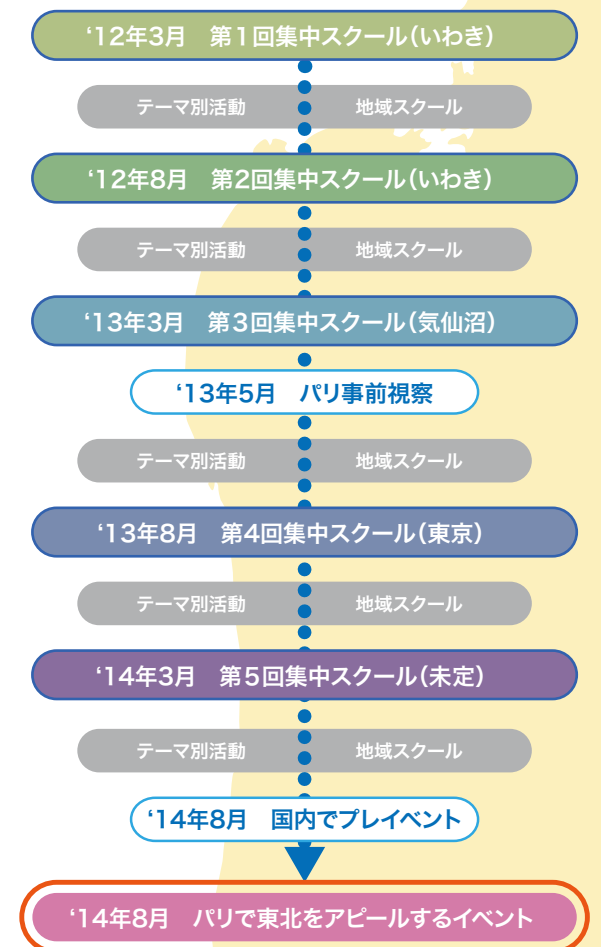 ‘12年3月　第1回集中スクール（いわき）
テーマ別活動　地域スクール
‘12年8月　第2回集中スクール（いわき）
テーマ別活動　地域スクール
‘13年3月　第3回集中スクール（気仙沼）
‘13年5月　パリ事前視察
テーマ別活動　地域スクール
‘13年8月　第4回集中スクール（東京）
テーマ別活動　地域スクール
‘14年3月　第5回集中スクール（未定）
テーマ別活動　地域スクール
‘14年8月　国内でプレイベント
‘14年8月　パリで東北をアピールするイベント